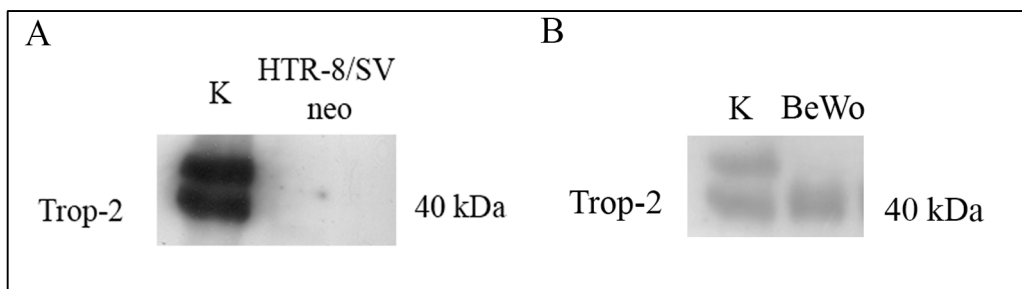 A
K
HTR-8/SV
neo
Trop-2
40 kDa
B
K
BeWo
Trop-2
40 kDa